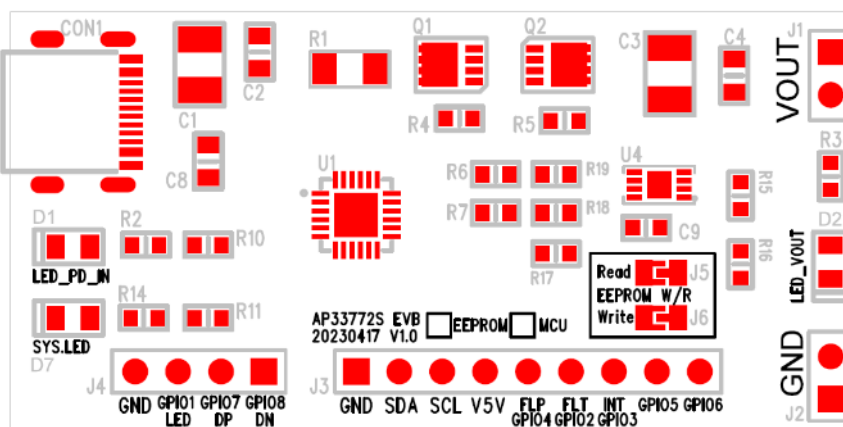 CON1
C1
C2
C8
R1
Q1
Q2
C3
C4
J1
VOUT
R4
R5
R3
U1
R6
R19
U4
R15
R7
R18
C9
D1
R2
R10
R17
R16
D2
LED_VOUT
LED_PD_IN
Read
J5
EEPROM W/R
Write
J6
R14
R11
SYS.LED
D7
AP33772S EVB
20230417 V1.0
EEPROM
MCU
J4
GND GPIO1 GPIO7 GPIO8
LED DP DN
J3
GND SDA SCL V5V FLP FLT INT GPIO5 GPIO6
GPIO4 GPIO2 GPIO3
GND
J2